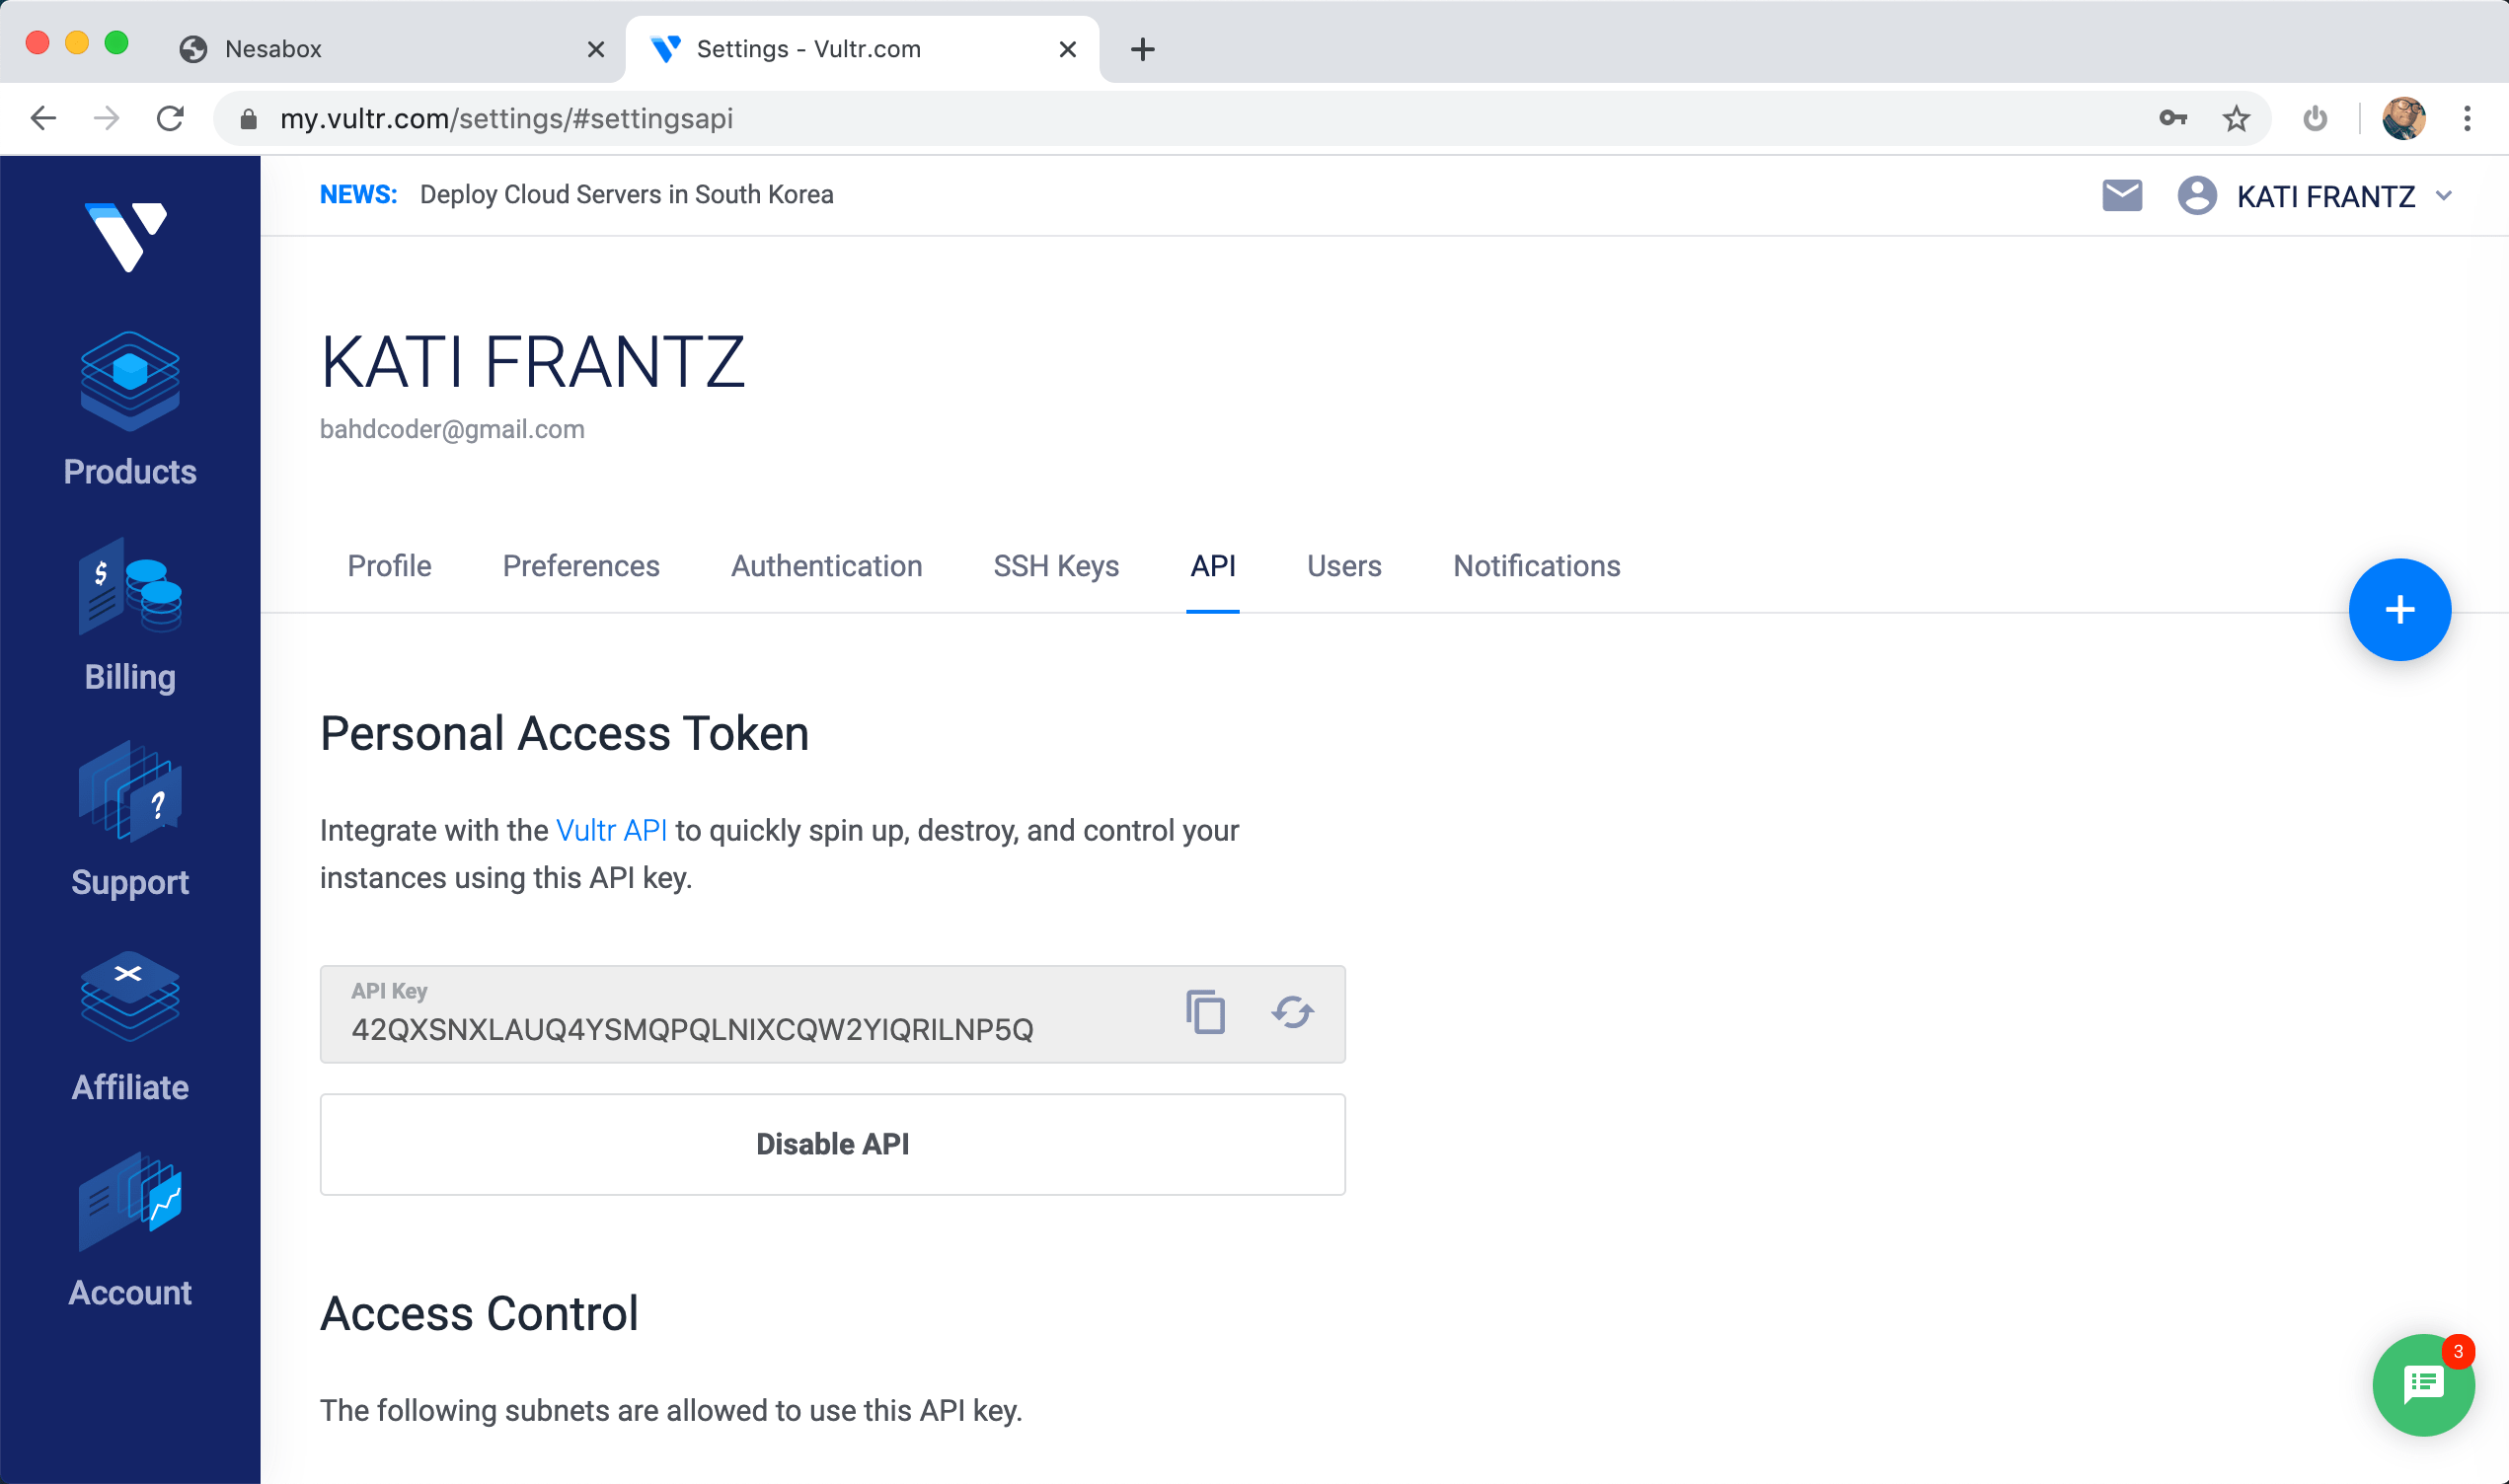 Nesabox
Settings - Vultr.com
my.vultr.com/settings/#settingsapi
NEWS: Deploy Cloud Servers in South Korea
KATI FRANTZ
KATI FRANTZ
bahdcoder@gmail.com
Products
Billing
Support
Affiliate
Account
Profile Preferences Authentication SSH Keys API Users Notifications
Personal Access Token
Integrate with the Vultr API to quickly spin up, destroy, and control your
instances using this API key.
API Key
42QXSNXLAUQ4YSMQPQLNIXCQW2YIQRILNP5Q
Disable API
Access Control
The following subnets are allowed to use this API key.
3